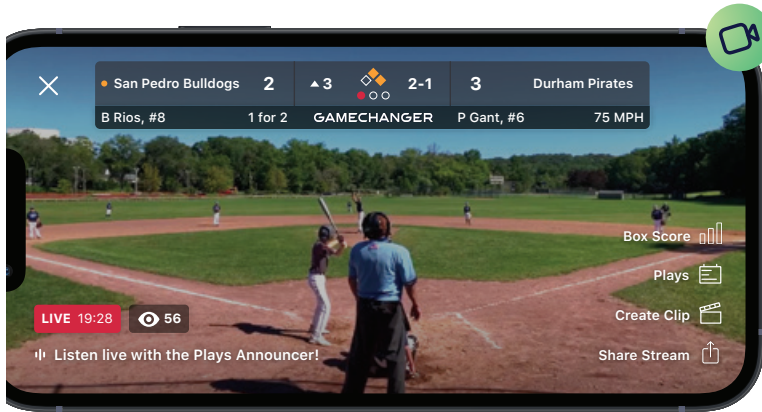 San Pedro Bulldogs 2 3 2-1 3 Durham Pirates
B Rios, #8 1 for 2 GAMECHANGER P Gant, #6 75 MPH
Box Score
Plays
Create Clip
LIVE 19:28 56
Share Stream
Listen live with the Plays Announcer!